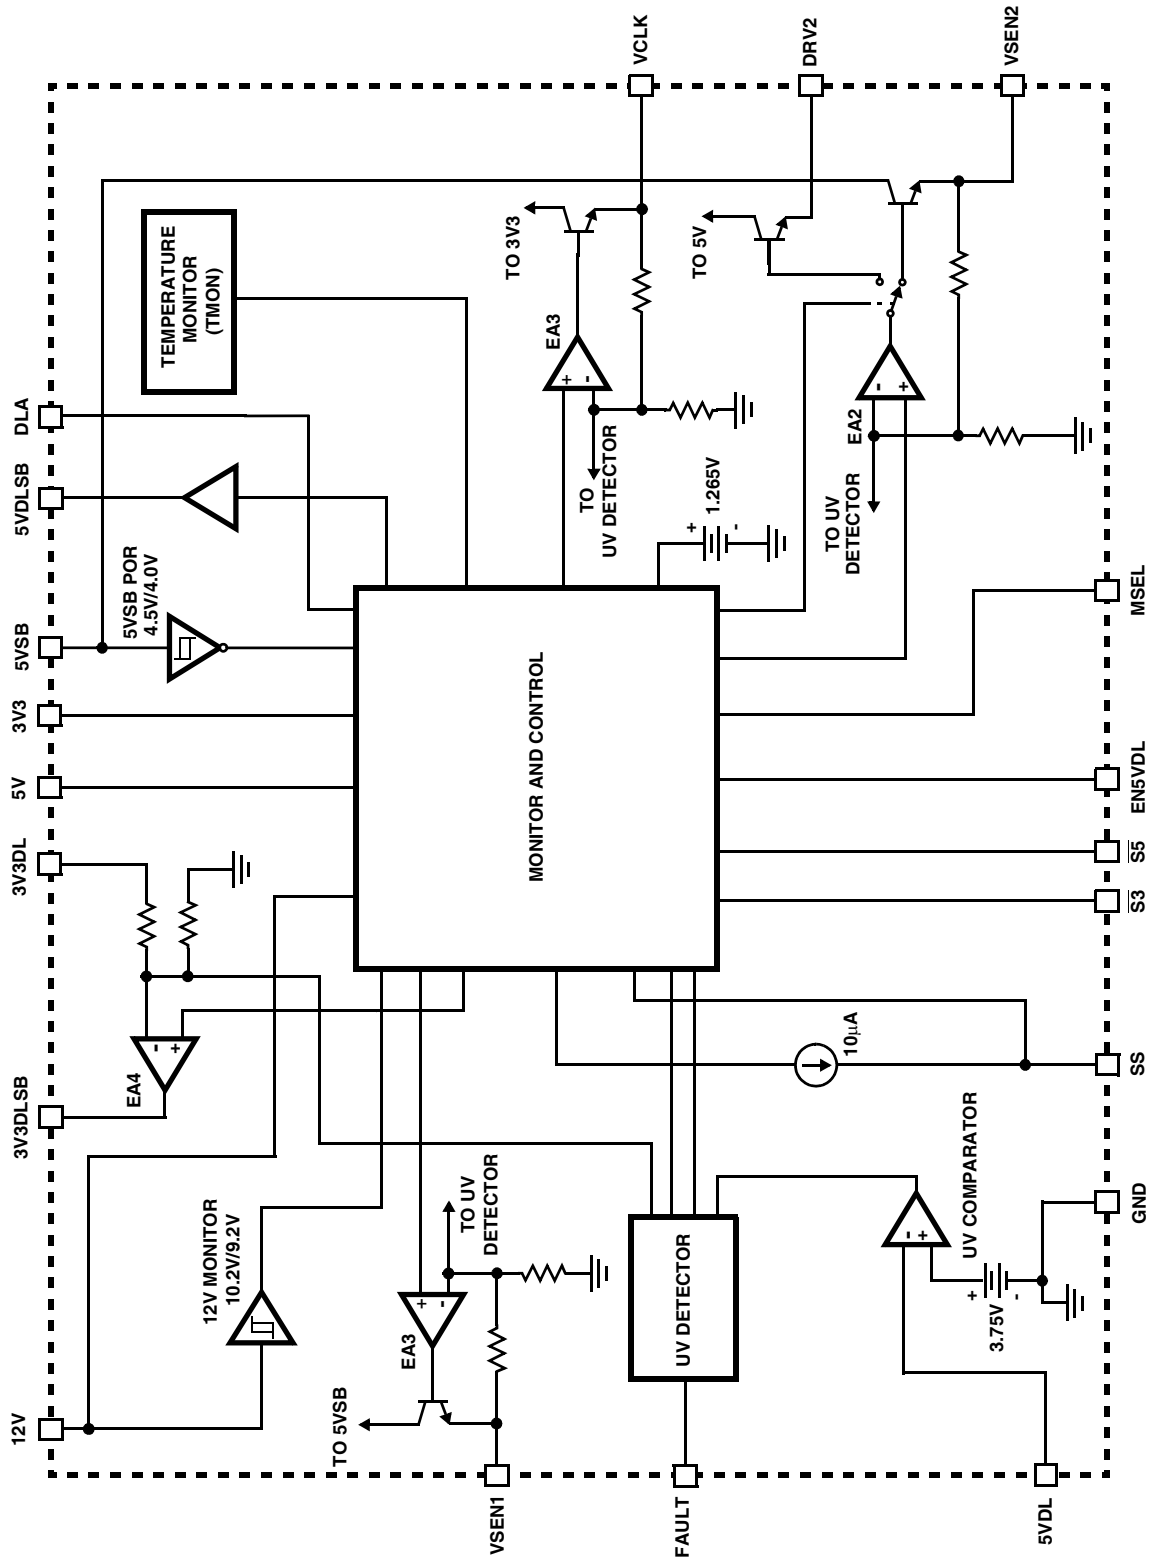 12V
3V3DLSB
3V3DL
5V
3V3
5VSB
5VDLSB
DLA
12V MONITOR
10.2V/9.2V
EA4
-
+
5VSB POR
4.5V/4.0V
TEMPERATURE
MONITOR
(TMON)
TO 5VSB
EA3
+
-
TO UV
DETECTOR
MONITOR AND CONTROL
TO
UV DETECTOR
EA3
+
-
TO 3V3
VCLK
VSEN1
UV DETECTOR
FAULT
10µA
+
1.265V
-
TO 5V
DRV2
TO UV
DETECTOR
EA2
-
+
VSEN2
UV COMPARATOR
-
+
+
3.75V
-
5VDL
GND
SS
S3
S5
EN5VDL
MSEL